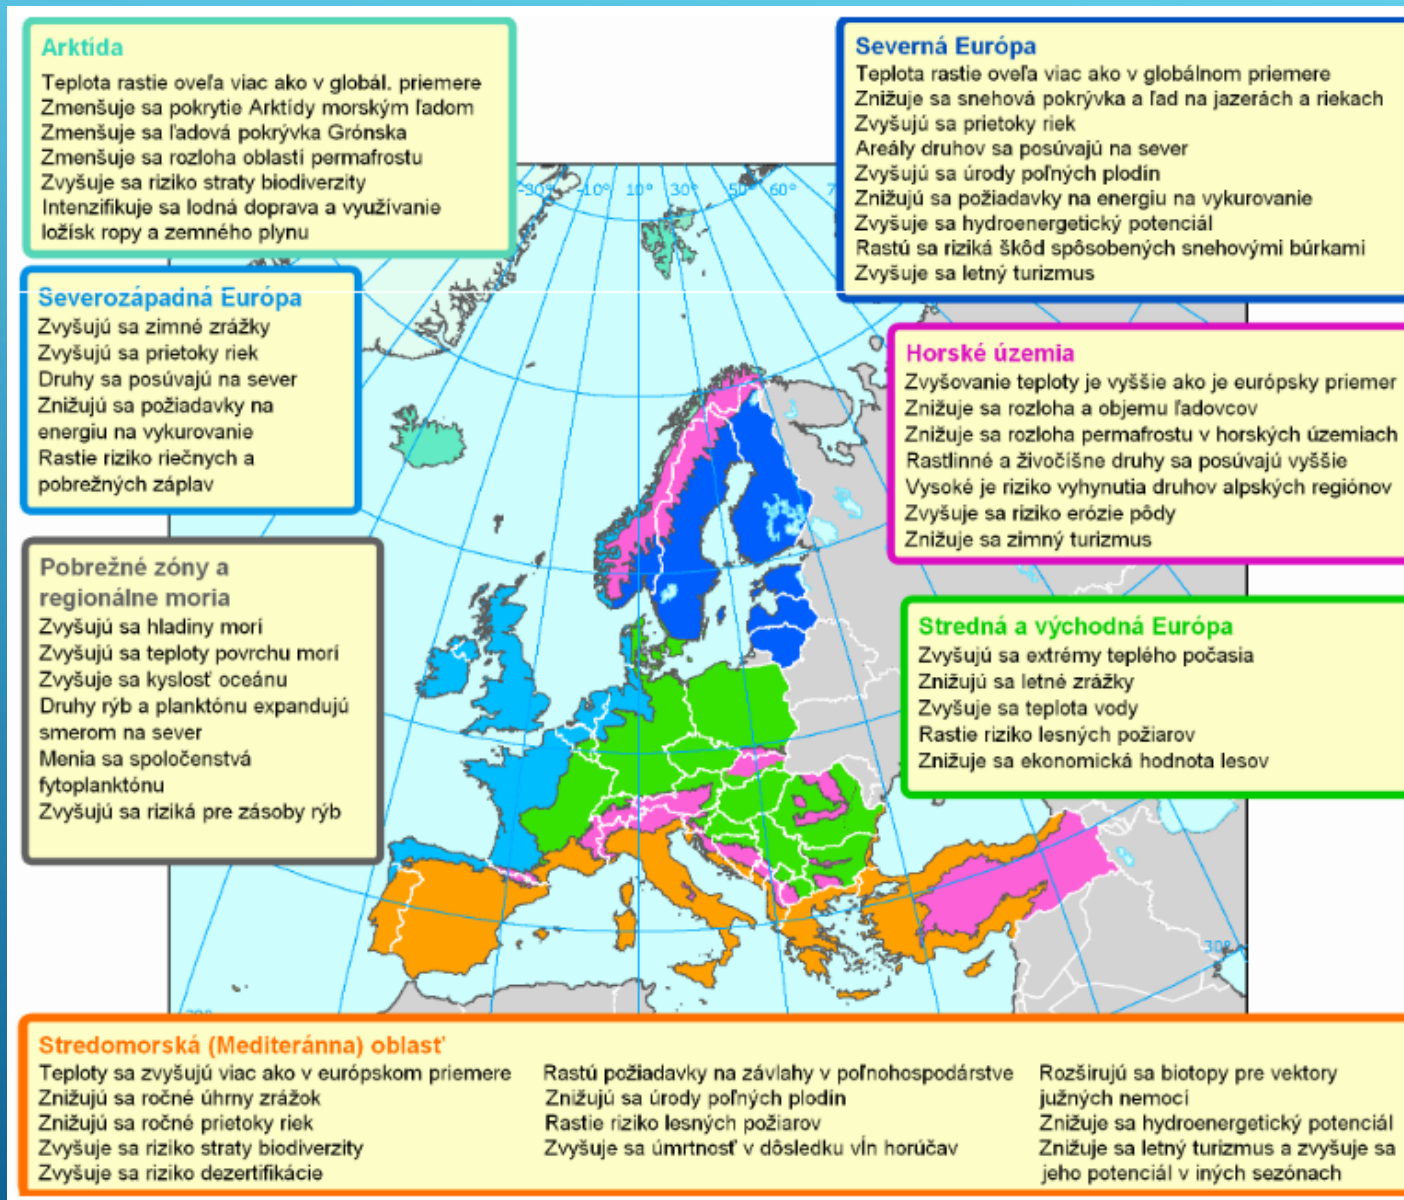 Arktída
Teplota rastie oveľa viac ako v globál. priemere
Zmenšuje sa pokrytie Arktídy morským ľadom
Zmenšuje sa ľadová pokrývka Grónska
Zmenšuje sa rozloha oblastí permafrostu
Zvyšuje sa riziko straty biodiverzity
Intenzifikuje sa lodná doprava a využívanie
ložísk ropy a zemného plynu
Severná Európa
Teplota rastie oveľa viac ako v globálnom priemere
Znižuje sa snehová pokrývka a ľad na jazerách a riekach
Zvyšujú sa prietoky riek
Areály druhov sa posúvajú na sever
Zvyšujú sa úrody poľných plodín
Znižujú sa požiadavky na energiu na vykurovanie
Zvyšuje sa hydroenergetický potenciál
Rastú sa riziká škôd spôsobených snehovými búrkami
Zvyšuje sa letný turizmus
-30° -10° 10° 30° 50° 60°
Severozápadná Európa
Zvyšujú sa zimné zrážky
Zvyšujú sa prietoky riek
Druhy sa posúvajú na sever
Znižujú sa požiadavky na
energiu na vykurovanie
Rastie riziko riečnych a
pobrežných záplav
Horské územia
Zvyšovanie teploty je vyššie ako je európsky priemer
Znižuje sa rozloha a objemu ľadovcov
Znižuje sa rozloha permafrostu v horských územiach
Rastlinné a živočíšne druhy sa posúvajú vyššie
Vysoké je riziko vyhynutia druhov alpských regiónov
Zvyšuje sa riziko erózie pôdy
Znižuje sa zimný turizmus
Pobrežné zóny a
regionálne moria
Zvyšujú sa hladiny morí
Zvyšujú sa teploty povrchu morí
Zvyšuje sa kyslosť oceánu
Druhy rýb a planktónu expandujú
smerom na sever
Menia sa spoločenstvá
fytoplanktónu
Zvyšujú sa riziká pre zásoby rýb
Stredná a východná Európa
Zvyšujú sa extrémy teplého počasia
Znižujú sa letné zrážky
Zvyšuje sa teplota vody
Rastie riziko lesných požiarov
Znižuje sa ekonomická hodnota lesov
30°
Stredomorská (Mediteránna) oblasť
Teploty sa zvyšujú viac ako v európskom priemere
Znižujú sa ročné úhrny zrážok
Znižujú sa ročné prietoky riek
Zvyšuje sa riziko straty biodiverzity
Zvyšuje sa riziko dezertifikácie
Rastú požiadavky na závlahy v poľnohospodárstve
Znižujú sa úrody poľných plodín
Rastie riziko lesných požiarov
Zvyšuje sa úmrtnosť v dôsledku vĺn horúčav
Rozširujú sa biotopy pre vektory
južných nemocí
Znižuje sa hydroenergetický potenciál
Znižuje sa letný turizmus a zvyšuje sa
jeho potenciál v iných sezónach